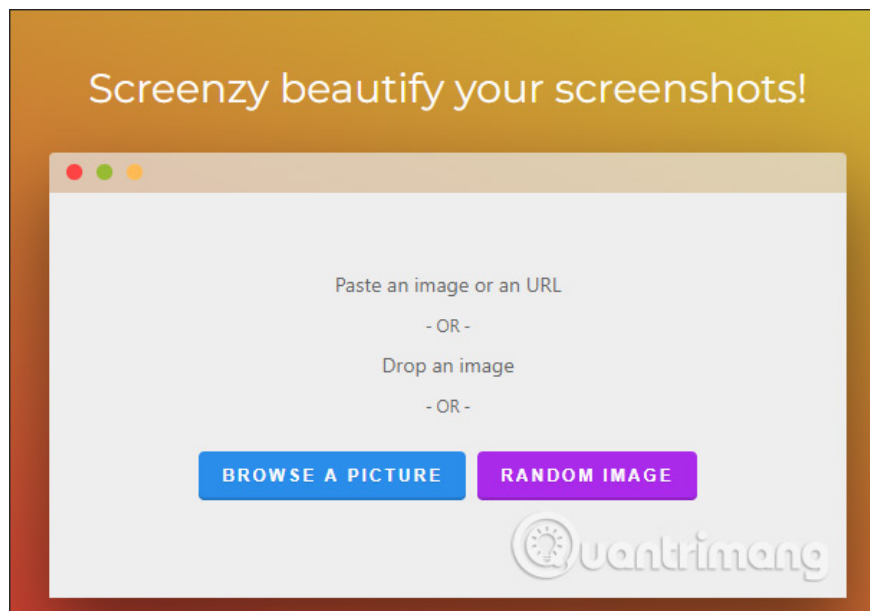 Screenzy beautify your screenshots!
Paste an image or an URL
- OR -
Drop an image
- OR -
BROWSE A PICTURE
RANDOM IMAGE
Quantrimang